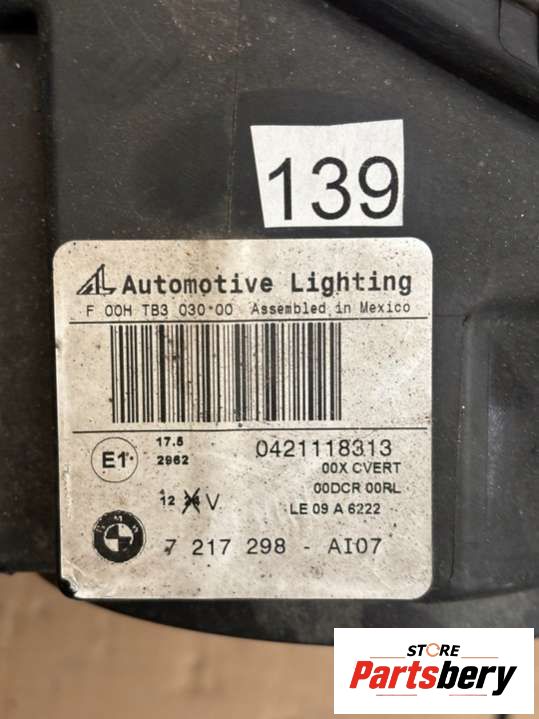 139
AL Automotive Lighting
F 00H TB3 030·00 Assembled in Mexico
E1
17.5
2962
0421118313
00X CVERT
00DCR 00RL
12 V
LE 09 A 6222
7 217 298 - AI07
STORE
Partsbery